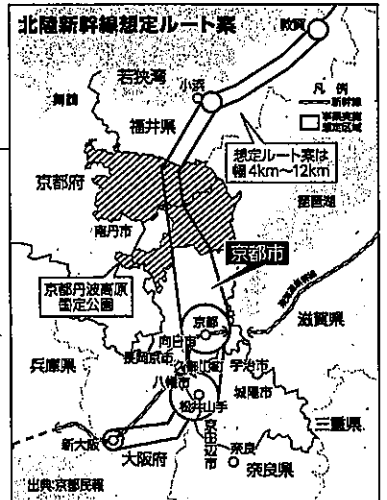 北陸新幹線想定ルート案
敦賀
若狭湾
小浜
舞鶴
凡例
新幹線
事業実施
想定区域
福井県
想定ルート案は
幅4km〜12km
京都府
琵琶湖
南丹市
京都市
京都丹波高原
国定公園
滋賀県
京都
向日市
兵庫県
長岡京市
宇治市
八幡市
城陽市
松井山手
三重県
京田辺市
新大阪
奈良
大阪府
奈良県
出典:京都民報